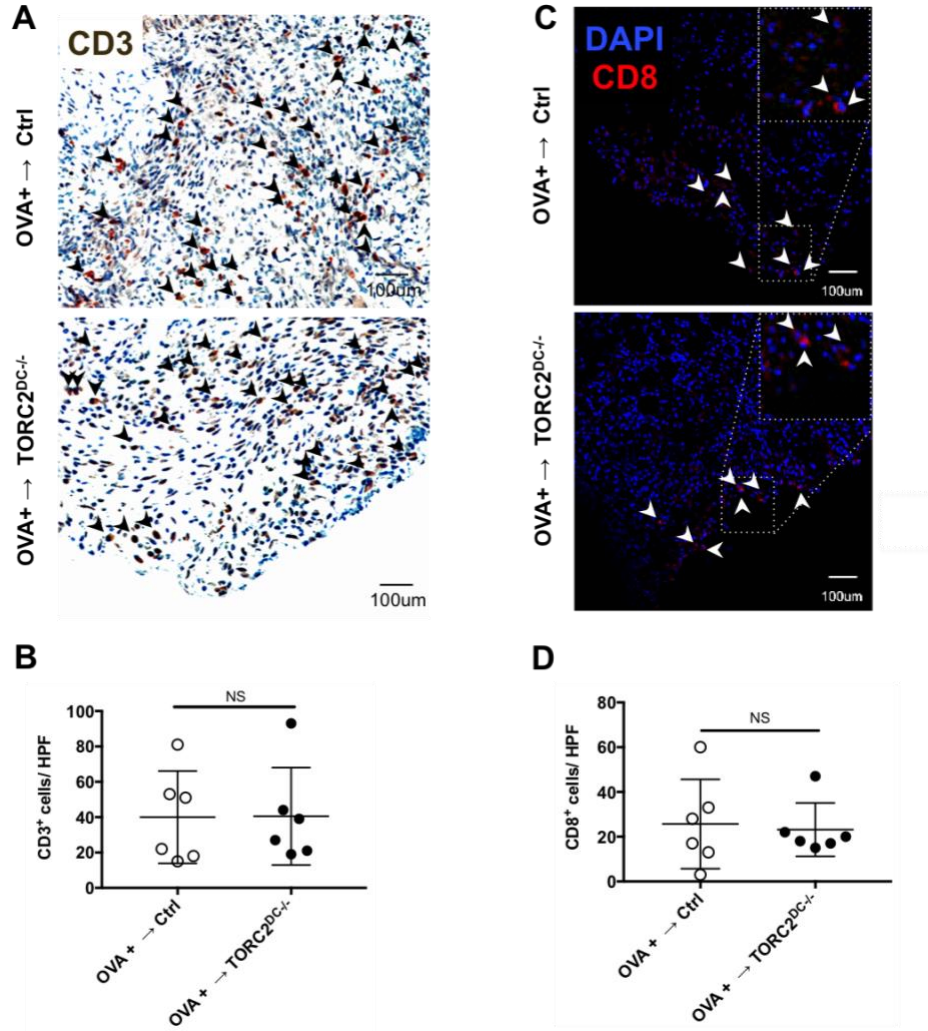 A
CD3
OVA+ → Ctrl
100um
OVA+ → TORC2DC-/-
100um
B
NS
CD3+ cells/ HPF
100
80
60
40
20
0
OVA + → Ctrl
OVA + → TORC2DC-/-
C
DAPI
CD8
OVA+ → Ctrl
100um
OVA+ → TORC2DC-/-
100um
D
NS
CD8+ cells/ HPF
80
60
40
20
0
OVA + → Ctrl
OVA + → TORC2DC-/-